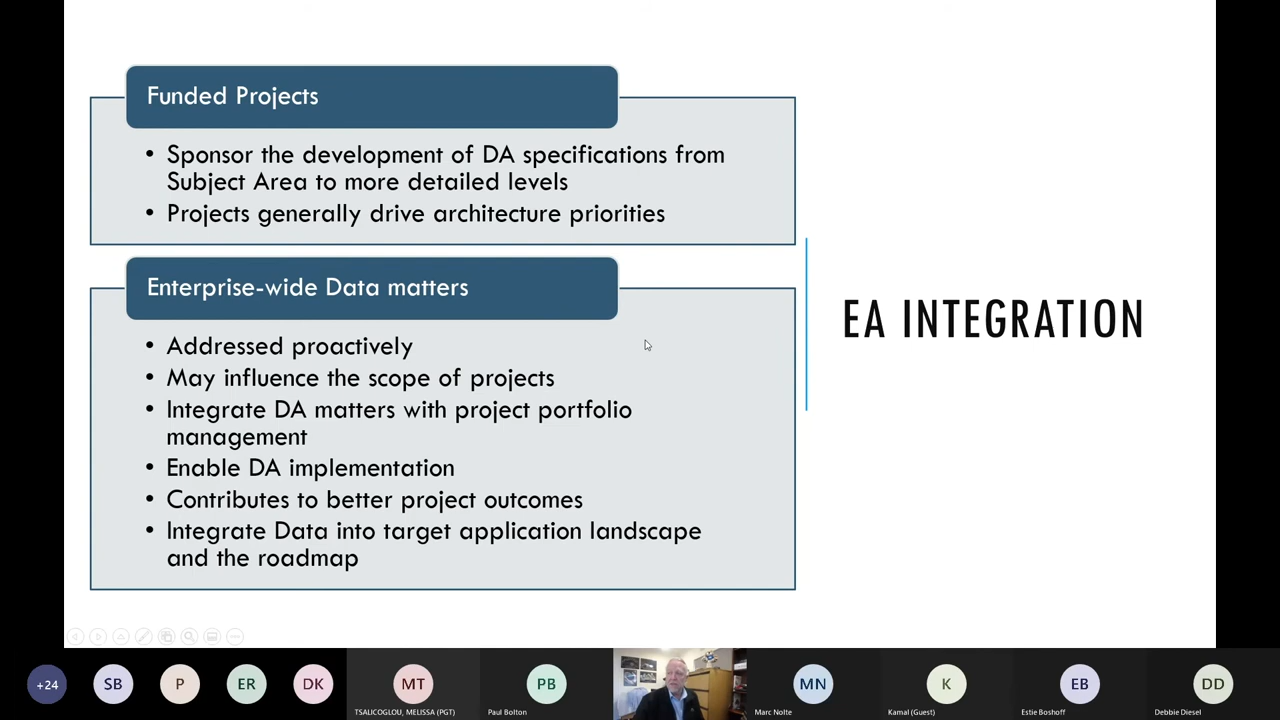 Funded Projects
• Sponsor the development of DA specifications from
Subject Area to more detailed levels
• Projects generally drive architecture priorities
Enterprise-wide Data matters
• Addressed proactively
• May influence the scope of projects
• Integrate DA matters with project portfolio
management
• Enable DA implementation
• Contributes to better project outcomes
• Integrate Data into target application landscape
and the roadmap
EA INTEGRATION
+24
SB
P
ER
DK
MT
TSALICOGLOU, MELISSA (PGT)
PB
Paul Bolton
MN
Marc Nolte
K
Kamal (Guest)
EB
Estie Boshoff
DD
Debbie Diesel